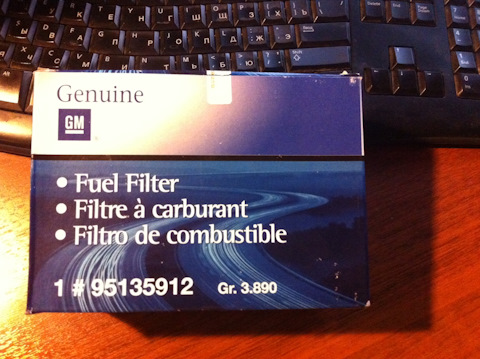 Genuine
GM
• Fuel Filter
• Filtre à carburant
• Filtro de combustible
1 # 95135912 Gr. 3.890